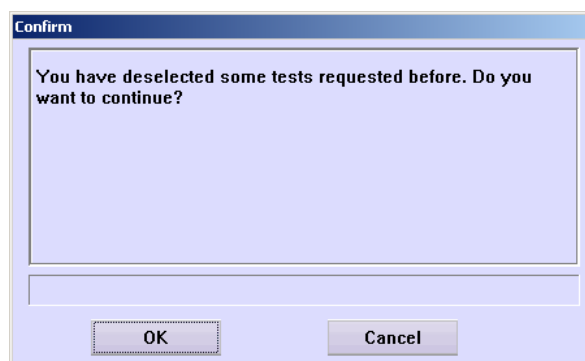 Confirm
You have deselected some tests requested before. Do you
want to continue?
OK
Cancel